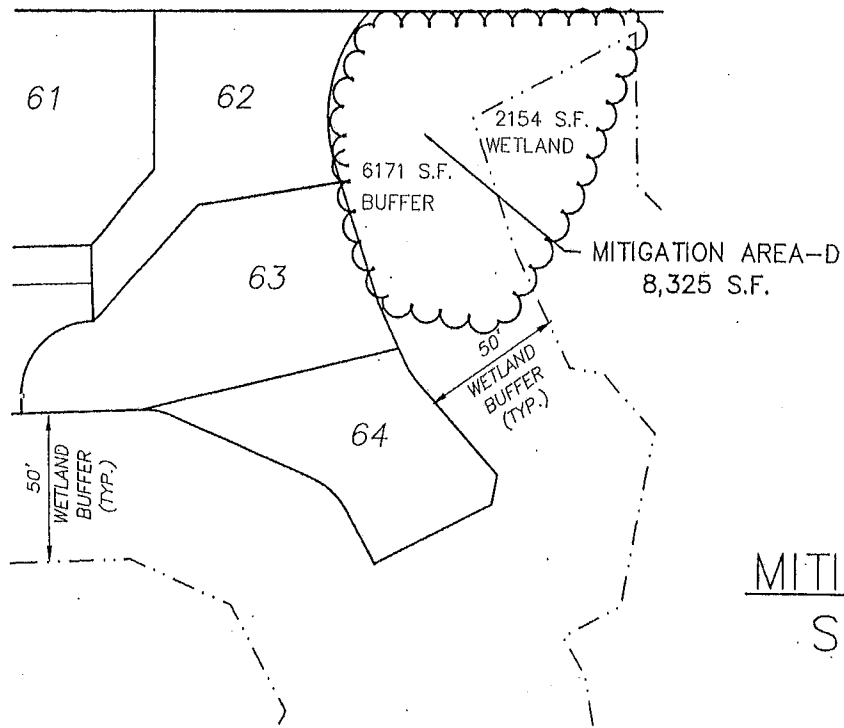 61
62
2154 S.F.
WETLAND
6171 S.F.
BUFFER
MITIGATION AREA-D
8,325 S.F.
63
50'
WETLAND
BUFFER
(TYP.)
64
50'
WETLAND
BUFFER
(TYP.)
MITI
S